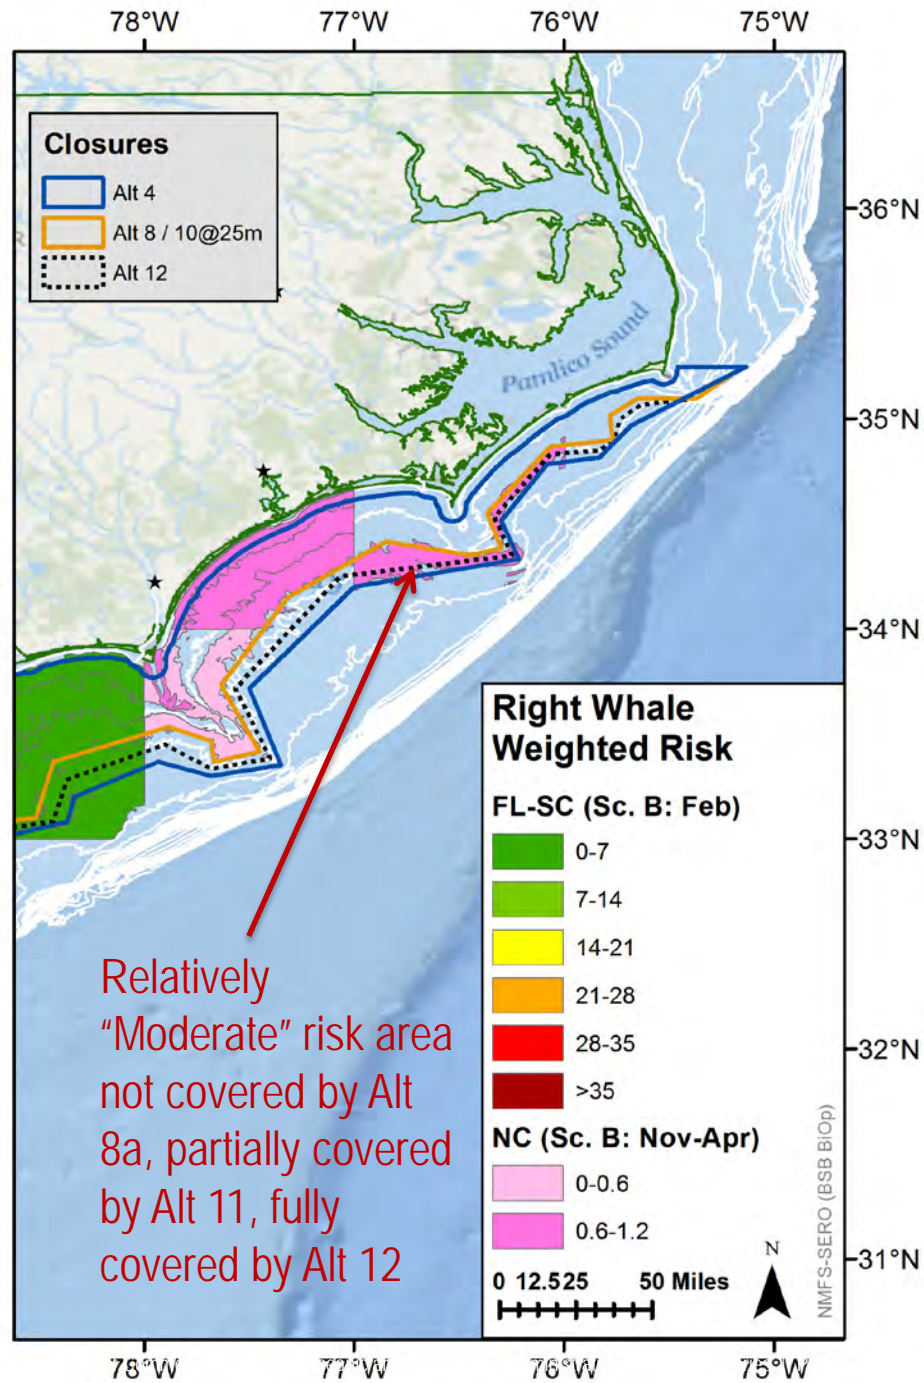 78°W 77°W 76°W 75°W
Closures
Alt 4
Alt 8 / 10@25m
Alt 12
36°N
Pamlico Sound
35°N
34°N
Right Whale
Weighted Risk
FL-SC (Sc. B: Feb)
0-7
33°N
7-14
14-21
21-28
28-35
32°N
>35
NC (Sc. B: Nov-Apr)
0-0.6
0.6-1.2
31°N
0 12.525 50 Miles
N
NMFS-SERO (BSB BiOp)
Relatively
“Moderate” risk area
not covered by Alt
8a, partially covered
by Alt 11, fully
covered by Alt 12
78°W 77°W 76°W 75°W